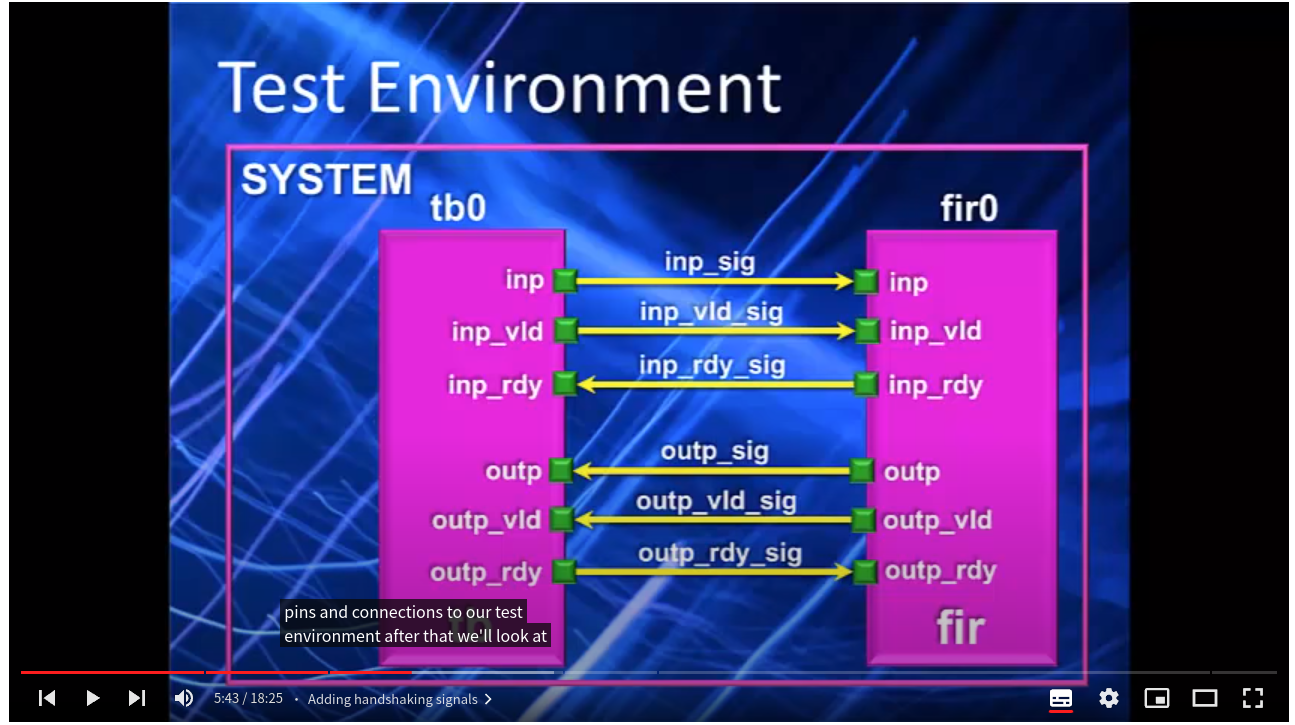 Test Environment
SYSTEM
tb0
fir0
inp
inp_sig
inp
inp_vld
inp_vld_sig
inp_vld
inp_rdy
inp_rdy_sig
inp_rdy
outp
outp_sig
outp
outp_vld
outp_vld_sig
outp_vld
outp_rdy
outp_rdy_sig
outp_rdy
tb
fir
pins and connections to our test
environment after that we'll look at
5:43 / 18:25 • Adding handshaking signals